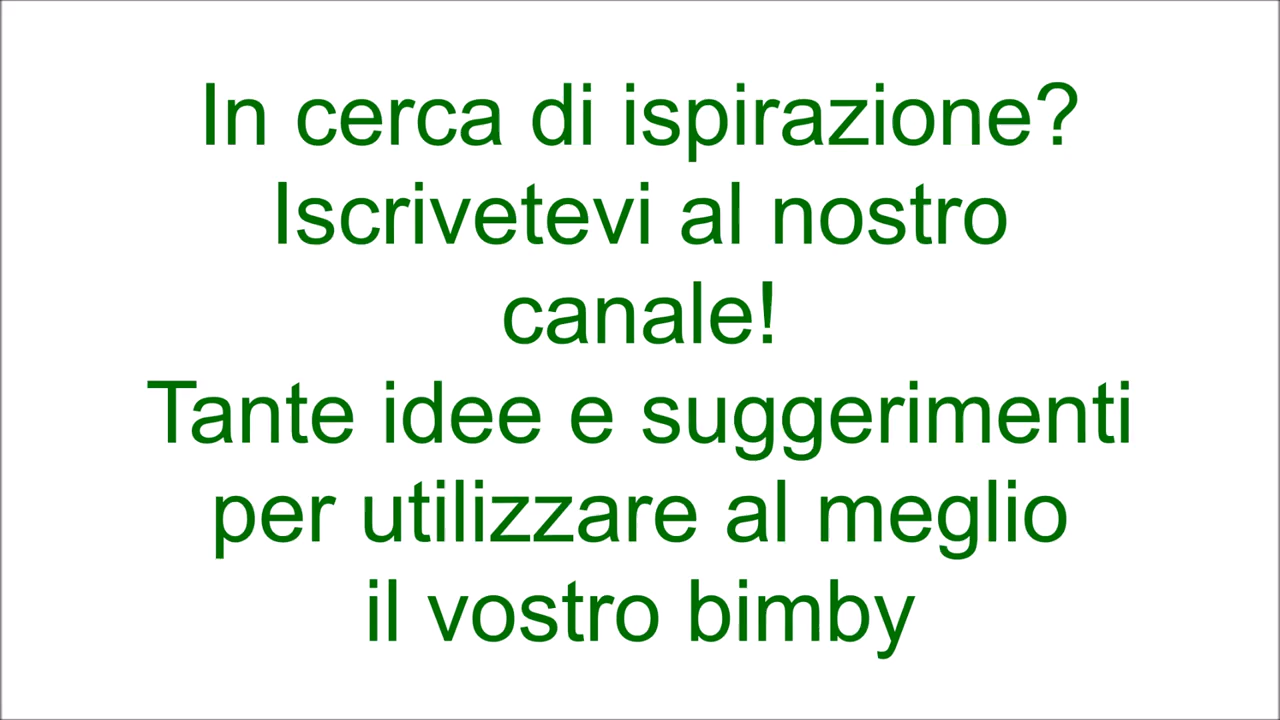 In cerca di ispirazione?
Iscrivetevi al nostro
canale!
Tante idee e suggerimenti
per utilizzare al meglio
il vostro bimby